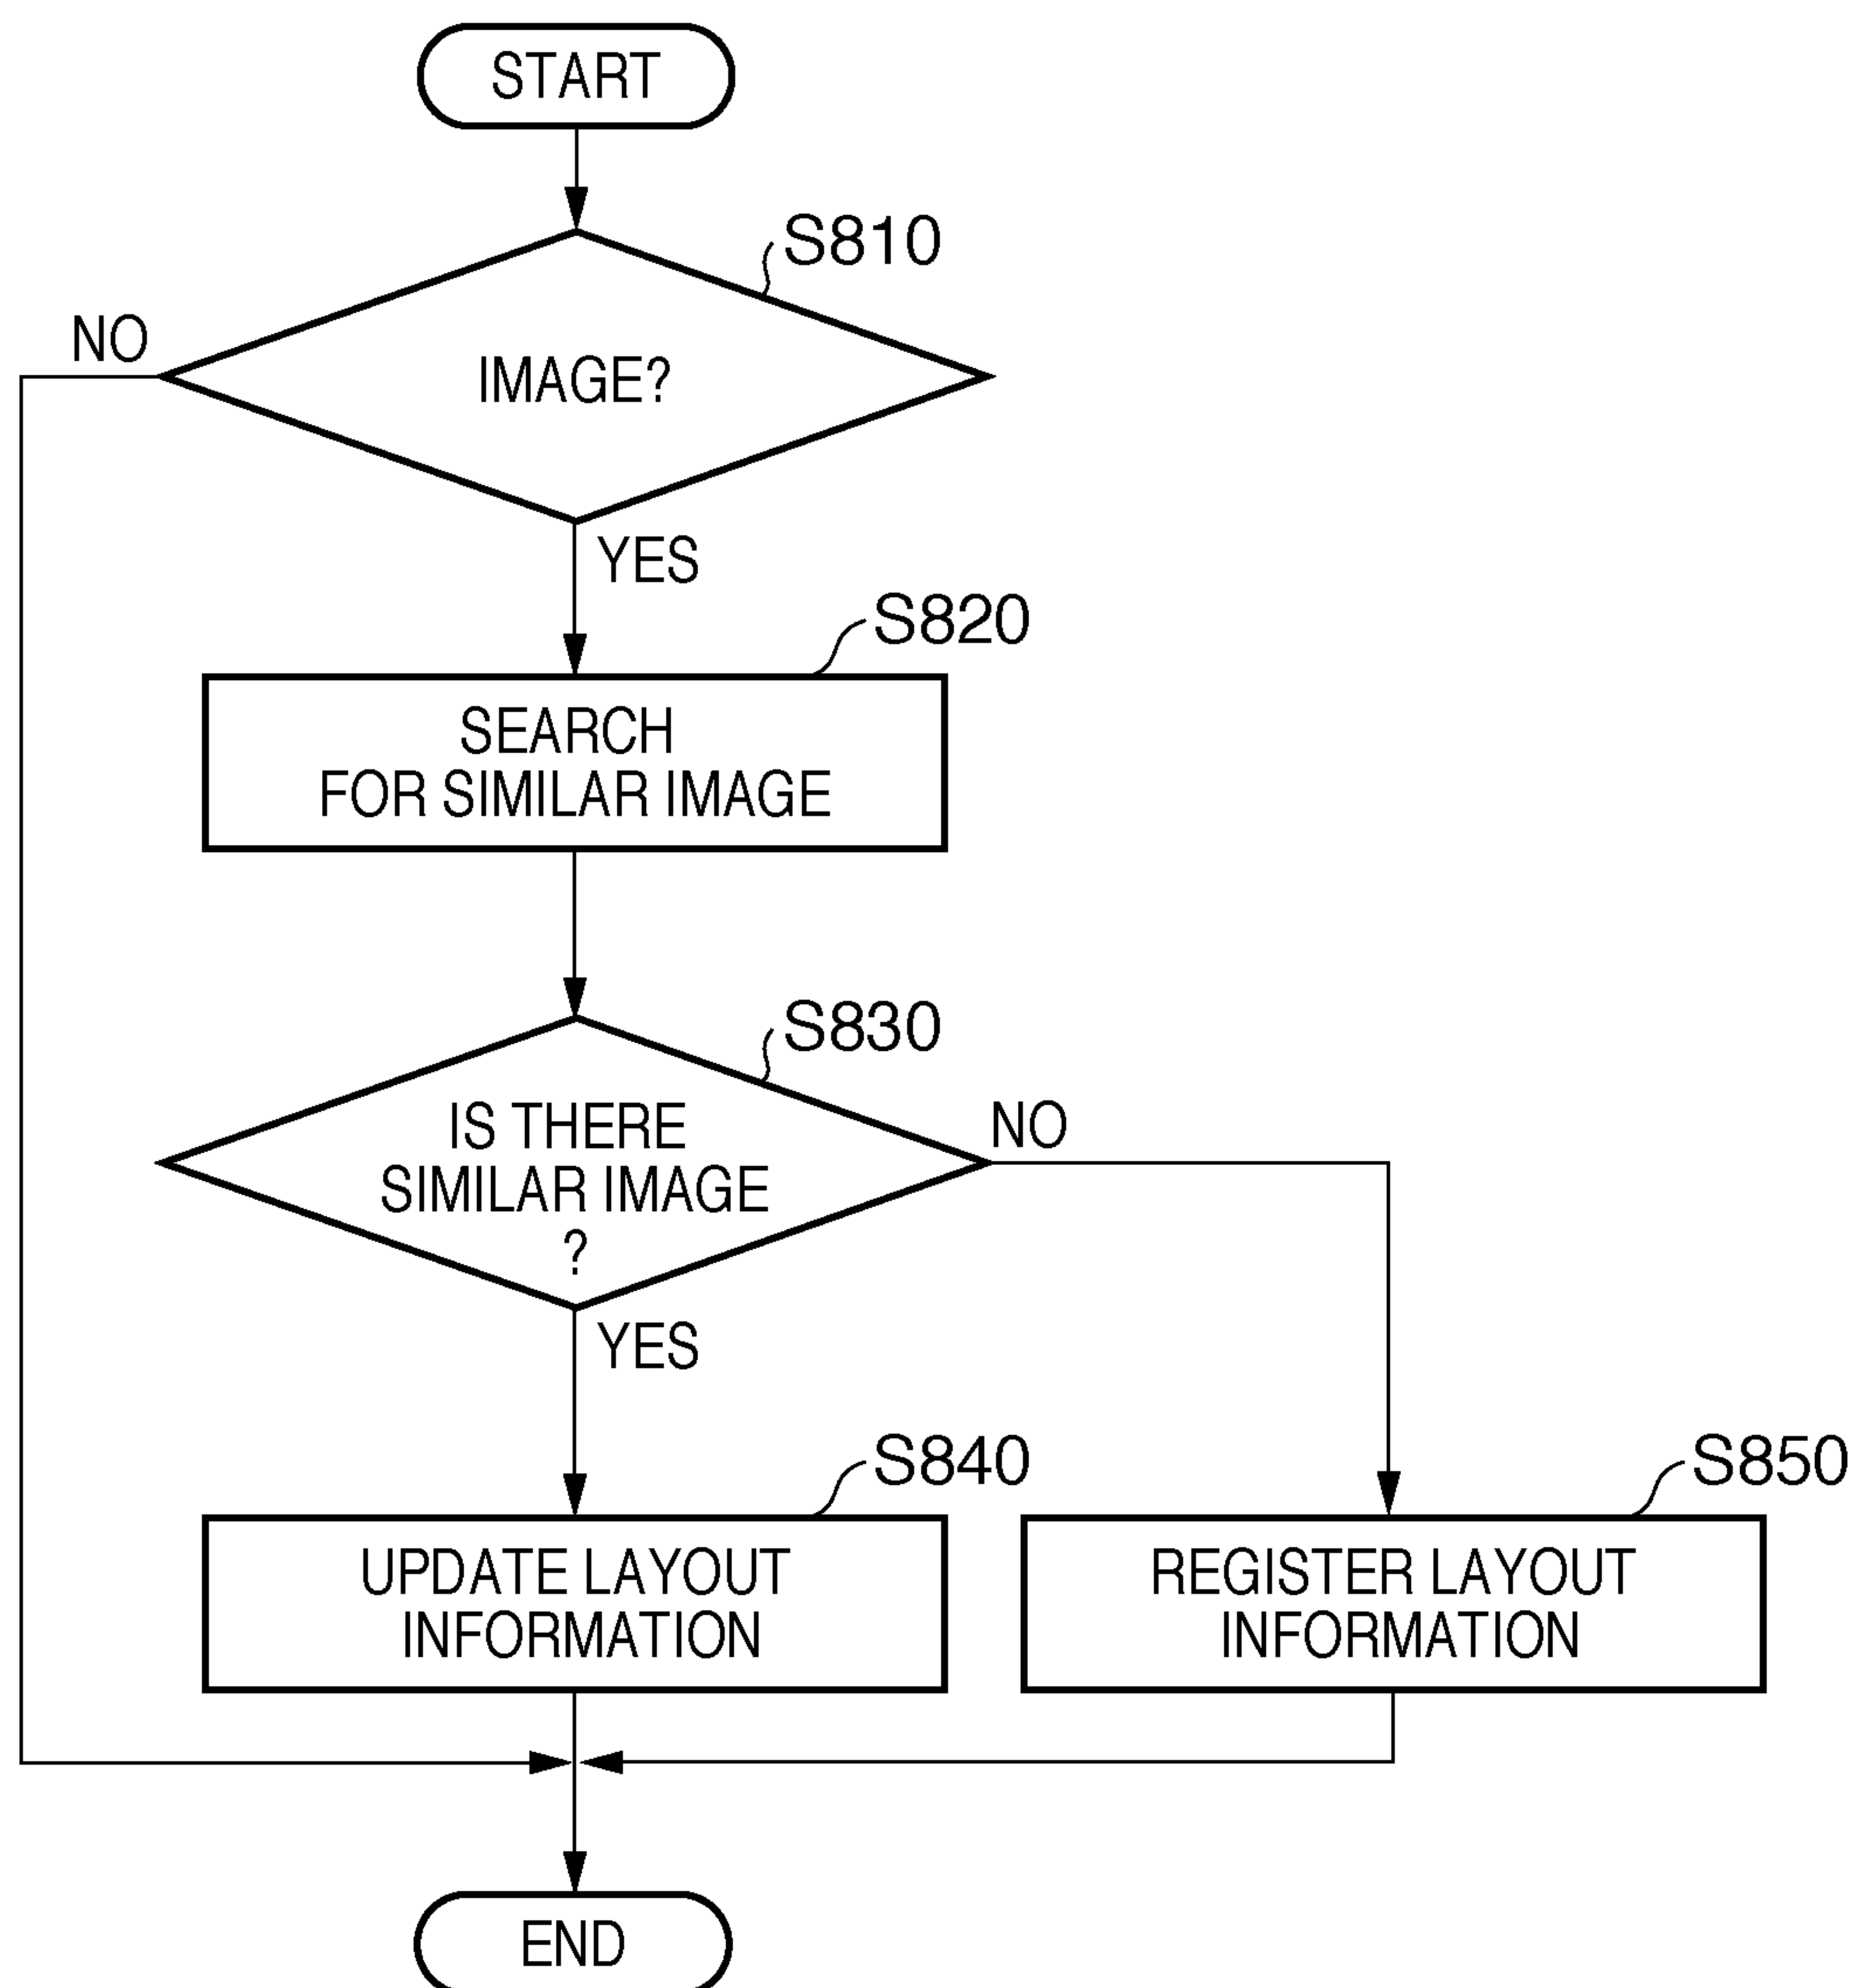 START
S810
NO
IMAGE?
YES
S820
SEARCH
FOR SIMILAR IMAGE
S830
IS THERE
SIMILAR IMAGE
?
NO
YES
S840
S850
UPDATE LAYOUT
INFORMATION
REGISTER LAYOUT
INFORMATION
END